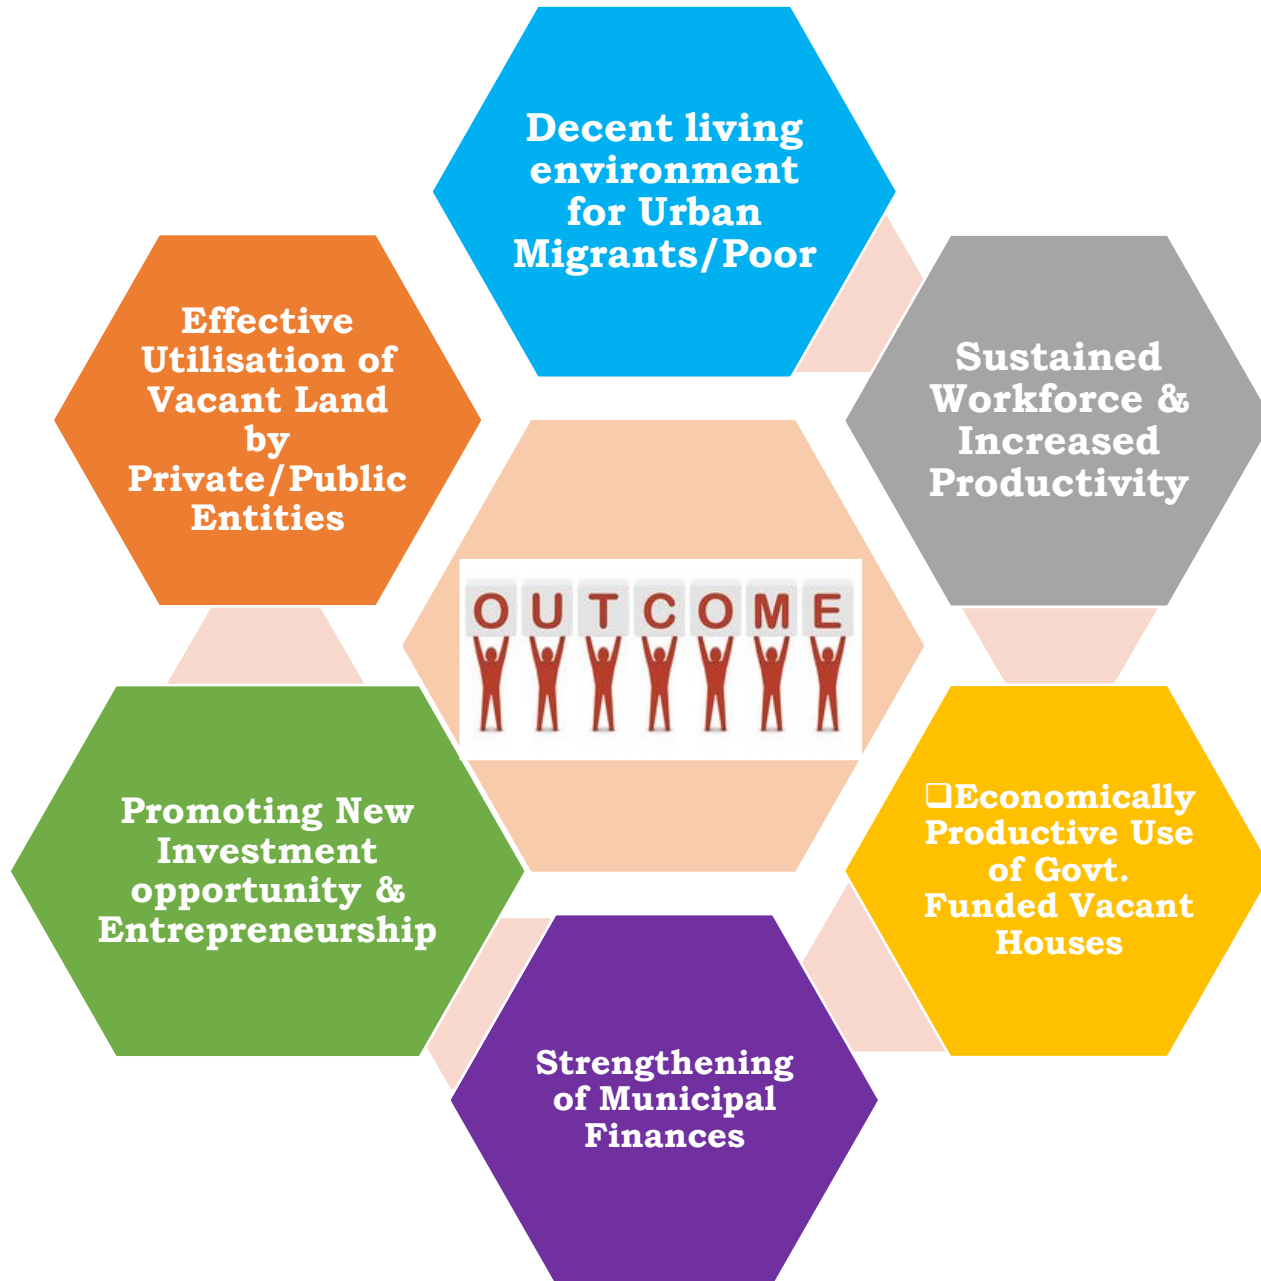 Decent living
environment
for Urban
Migrants/Poor
Effective
Utilisation of
Vacant Land
by
Private/Public
Entities
Sustained
Workforce &
Increased
Productivity
OUTCOME
Promoting New
Investment
opportunity &
Entrepreneurship
❑Economically
Productive Use
of Govt.
Funded Vacant
Houses
Strengthening
of Municipal
Finances